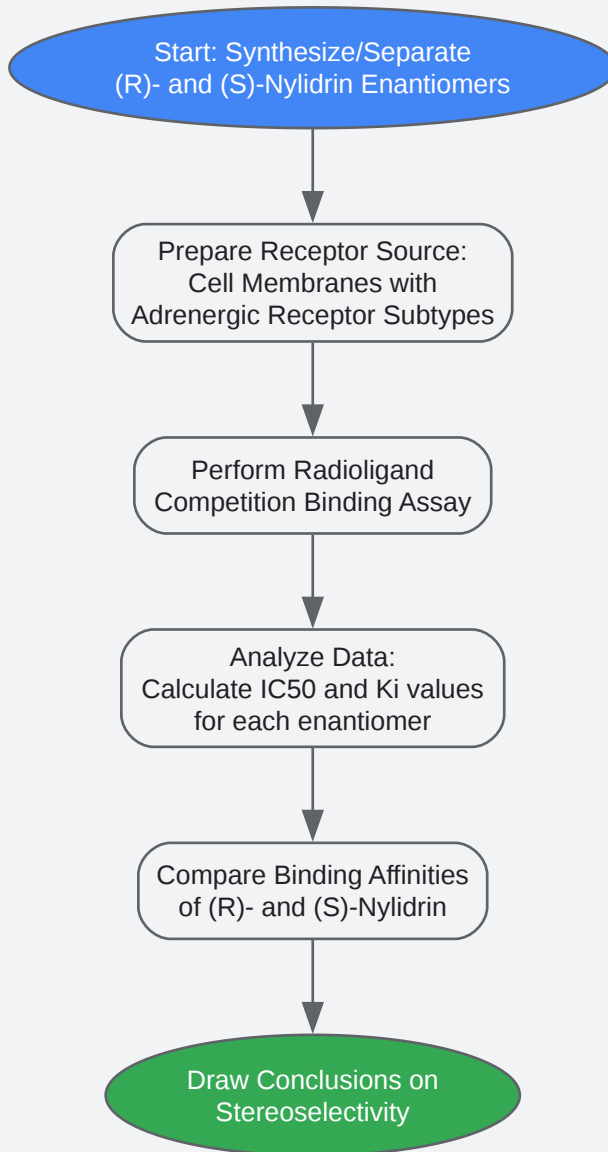 Start: Synthesize/Separate
(R)- and (S)-Nylidrin Enantiomers
Prepare Receptor Source:
Cell Membranes with
Adrenergic Receptor Subtypes
Perform Radioligand
Competition Binding Assay
Analyze Data:
Calculate IC50 and Ki values
for each enantiomer
Compare Binding Affinities
of (R)- and (S)-Nylidrin
Draw Conclusions on
Stereoselectivity